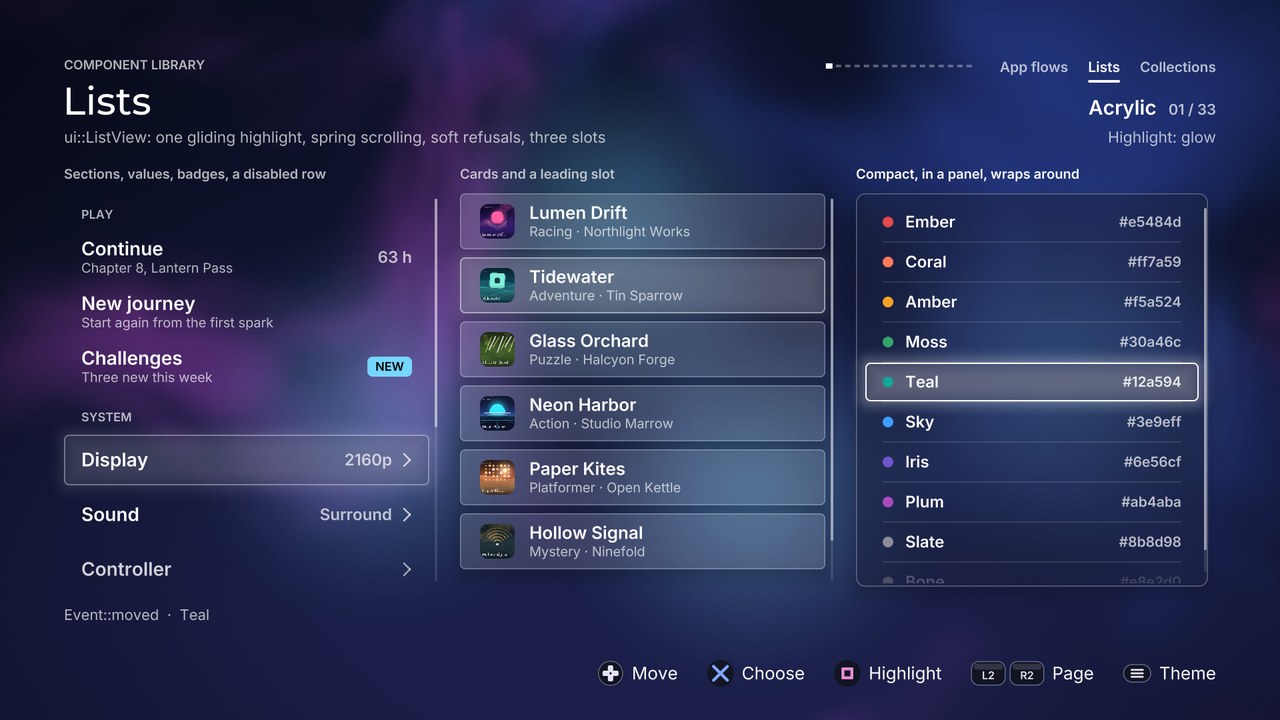 COMPONENT LIBRARY
Lists
ui::ListView: one gliding highlight, spring scrolling, soft refusals, three slots
App flows
Lists
Collections
Acrylic 01 / 33
Highlight: glow
Sections, values, badges, a disabled row
PLAY
Continue
Chapter 8, Lantern Pass
63 h
New journey
Start again from the first spark
Challenges
Three new this week
NEW
SYSTEM
Display 2160p
Sound Surround
Controller
Event::moved · Teal
Cards and a leading slot
Lumen Drift
Racing · Northlight Works
Tidewater
Adventure · Tin Sparrow
Glass Orchard
Puzzle · Halcyon Forge
Neon Harbor
Action · Studio Marrow
Paper Kites
Platformer · Open Kettle
Hollow Signal
Mystery · Ninefold
Compact, in a panel, wraps around
Ember #e5484d
Coral #ff7a59
Amber #f5a524
Moss #30a46c
Teal #12a594
Sky #3e9eff
Iris #6e56cf
Plum #ab4aba
Slate #8b8d98
Bone #e8e2d0
Move
Choose
Highlight
L2 R2 Page
Theme